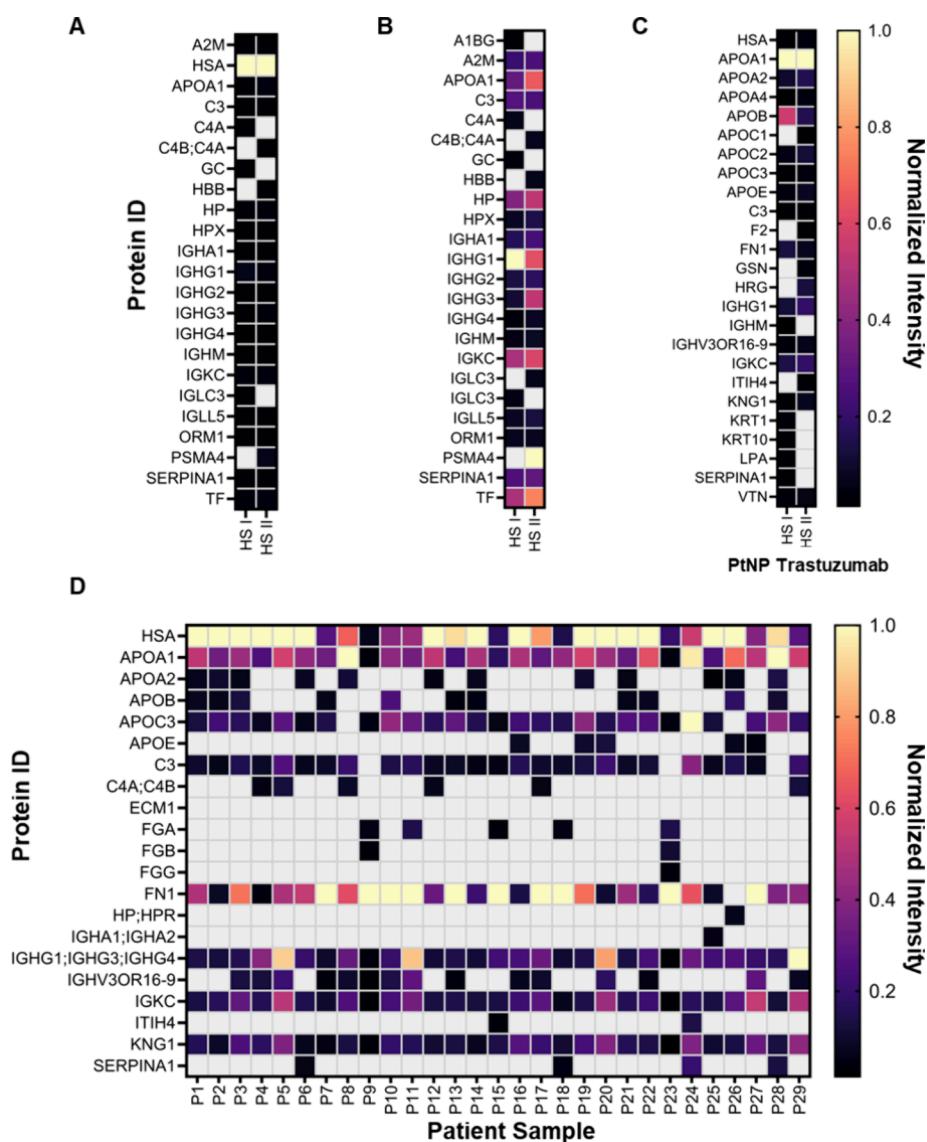 A
A2M
HSA
APOA1
C3
C4A
C4B;C4A
GC
HBB
HP
HPX
IGHA1
IGHG1
IGHG2
IGHG3
IGHG4
IGHM
IGKC
IGLC3
IGLL5
ORM1
PSMA4
SERPINA1
TF
Protein ID
HS I
HS II
B
A1BG
A2M
APOA1
C3
C4A
C4B;C4A
GC
HBB
HP
HPX
IGHA1
IGHG1
IGHG2
IGHG3
IGHG4
IGHM
IGKC
IGLC3
IGLC3
IGLL5
ORM1
PSMA4
SERPINA1
TF
HS I
HS II
C
HSA
APOA1
APOA2
APOA4
APOB
APOC1
APOC2
APOC3
APOE
C3
F2
FN1
GSN
HRG
IGHG1
IGHM
IGHV3OR16-9
IGKC
ITIH4
KNG1
KRT1
KRT10
LPA
SERPINA1
VTN
HS I
HS II
PtNP Trastuzumab
1.0
0.8
0.6
0.4
0.2
Normalized Intensity
D
HSA
APOA1
APOA2
APOB
APOC3
APOE
C3
C4A;C4B
ECM1
FGA
FGB
FGG
FN1
HP;HPR
IGHA1;IGHA2
IGHG1;IGHG3;IGHG4
IGHV3OR16-9
IGKC
ITIH4
KNG1
SERPINA1
Protein ID
P1
P2
P3
P4
P5
P6
P7
P8
P9
P10
P11
P12
P13
P14
P15
P16
P17
P18
P19
P20
P21
P22
P23
P24
P25
P26
P27
P28
P29
Patient Sample
1.0
0.8
0.6
0.4
0.2
Normalized Intensity